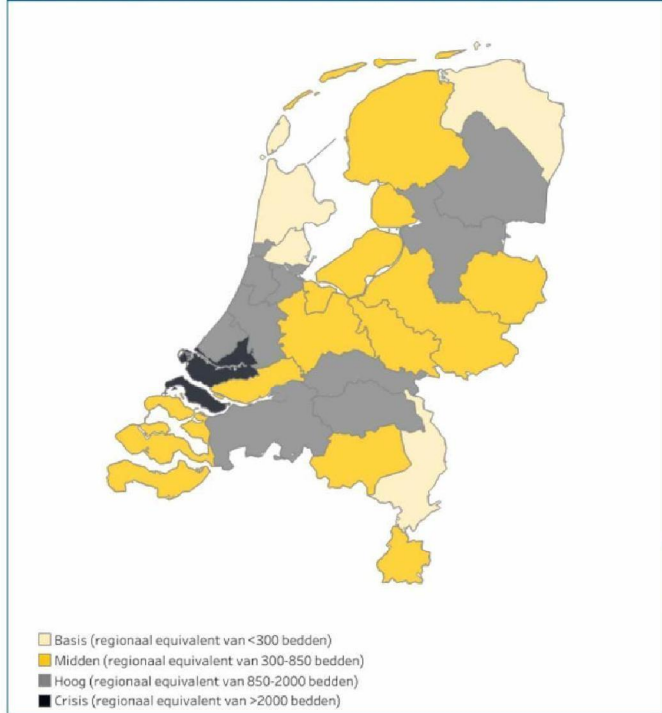 Basis (regionaal equivalent van <300 bedden)
Midden (regionaal equivalent van 300-850 bedden)
Hoog (regionaal equivalent van 850-2000 bedden)
Crisis (regionaal equivalent van >2000 bedden)